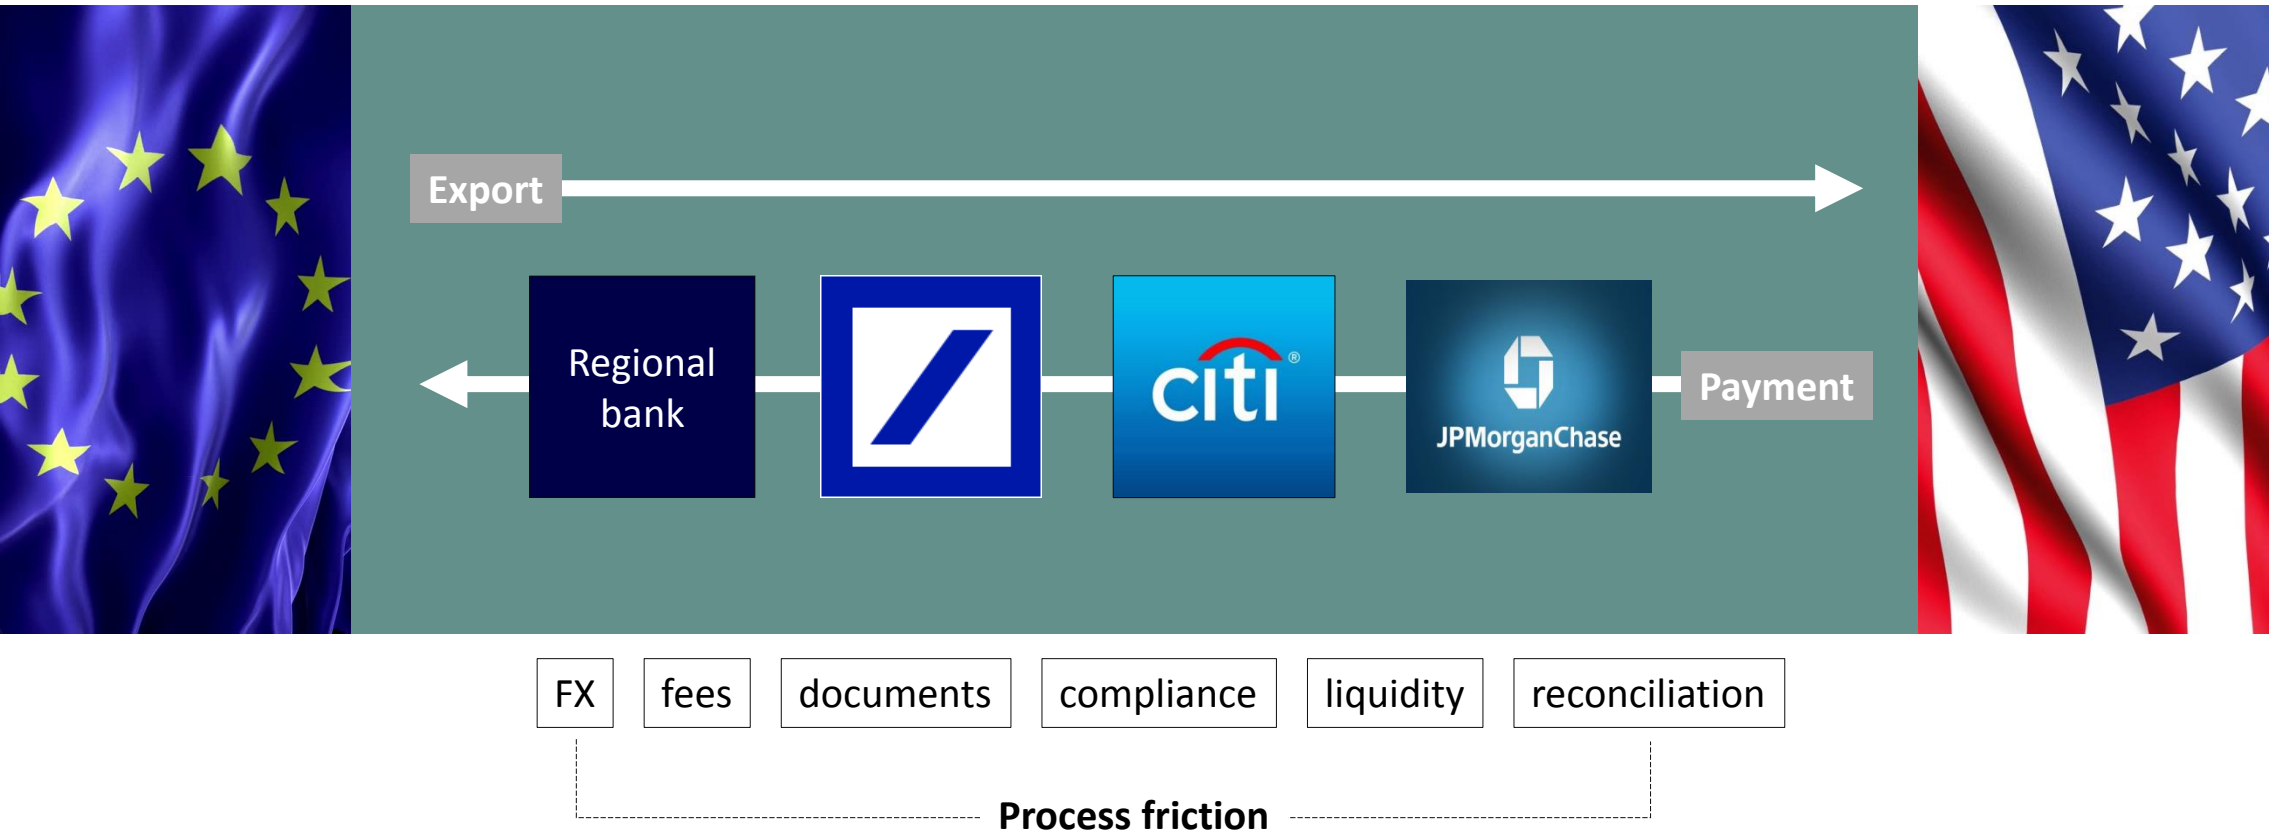 Export
Regional
bank
citi®
JPMorganChase
Payment
FX
fees
documents
compliance
liquidity
reconciliation
Process friction